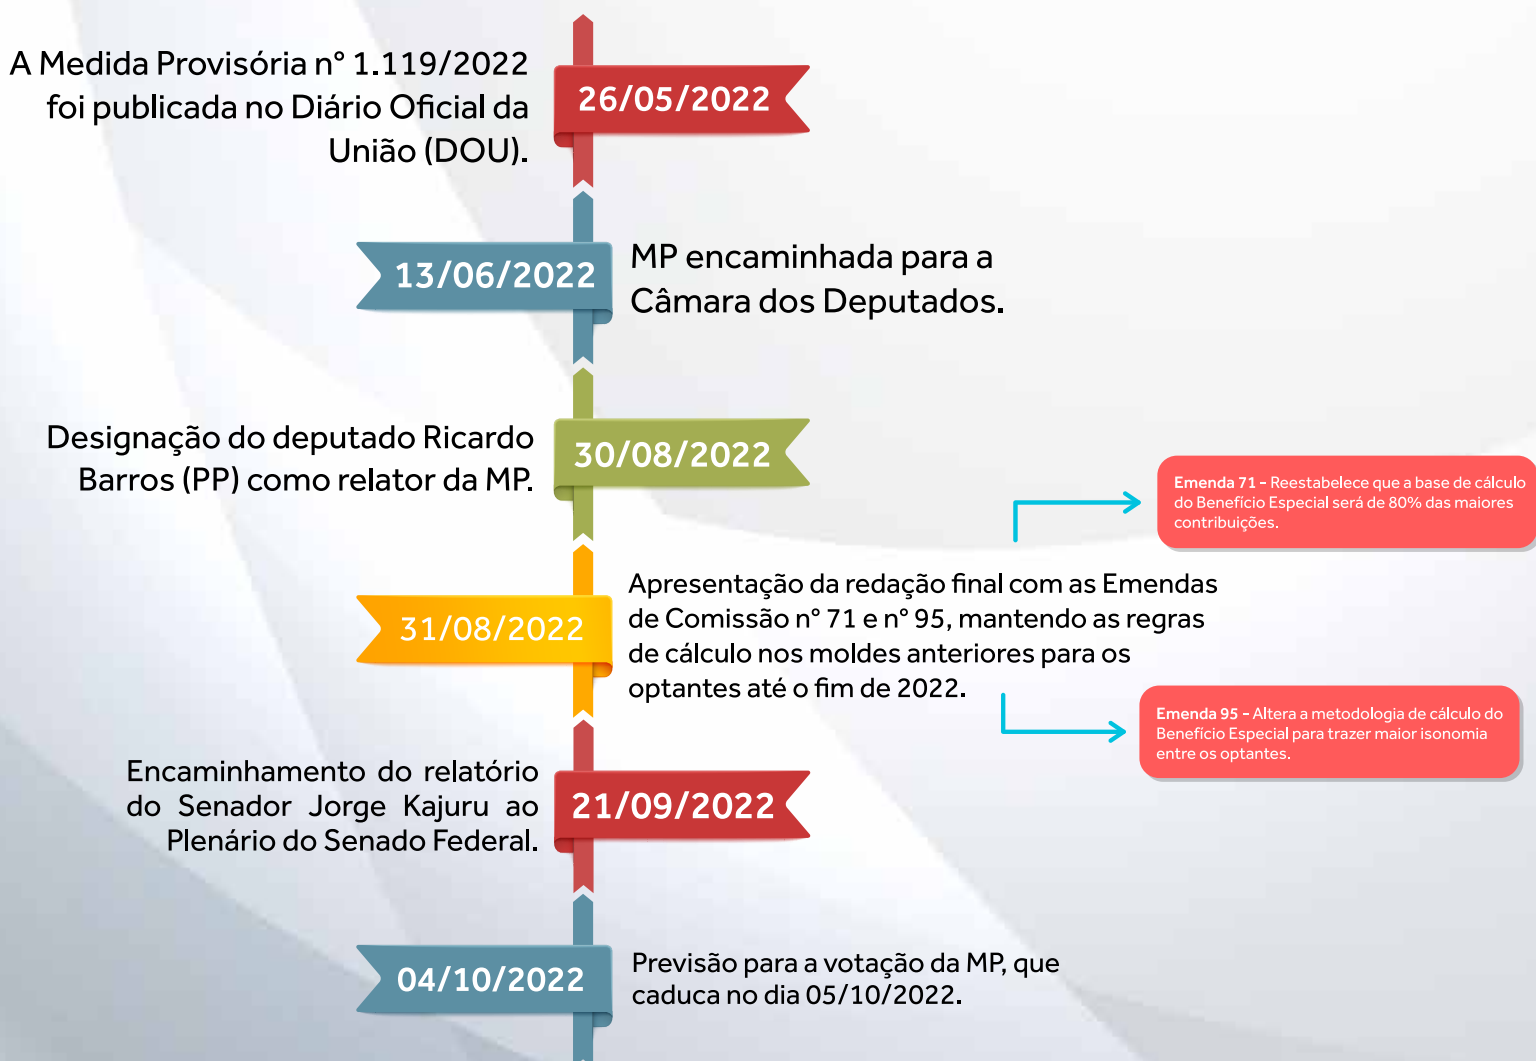 A Medida Provisória n° 1.119/2022
foi publicada no Diário Oficial da
União (DOU).
26/05/2022
13/06/2022
MP encaminhada para a
Câmara dos Deputados.
Designação do deputado Ricardo
Barros (PP) como relator da MP.
30/08/2022
Emenda 71 - Reestabelece que a base de cálculo
do Benefício Especial será de 80% das maiores
contribuições.
31/08/2022
Apresentação da redação final com as Emendas
de Comissão n° 71 e n° 95, mantendo as regras
de cálculo nos moldes anteriores para os
optantes até o fim de 2022.
Emenda 95 - Altera a metodologia de cálculo do
Benefício Especial para trazer maior isonomia
entre os optantes.
Encaminhamento do relatório
do Senador Jorge Kajuru ao
Plenário do Senado Federal.
21/09/2022
04/10/2022
Previsão para a votação da MP, que
caduca no dia 05/10/2022.